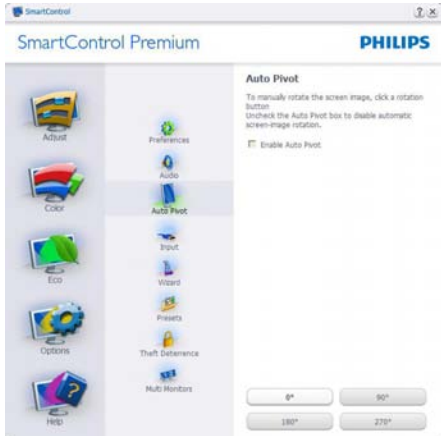 SmartControl
SmartControl Premium
PHILIPS
Adjust
Color
Eco
Options
Help
Preferences
Audio
Auto Pivot
Input
Wizard
Presets
Theft Deterrence
Multi Monitors
Auto Pivot
To manually rotate the screen image, click a rotation
button
Uncheck the Auto Pivot box to disable automatic
screen-image rotation.
Enable Auto Pivot
0°
90°
180°
270°